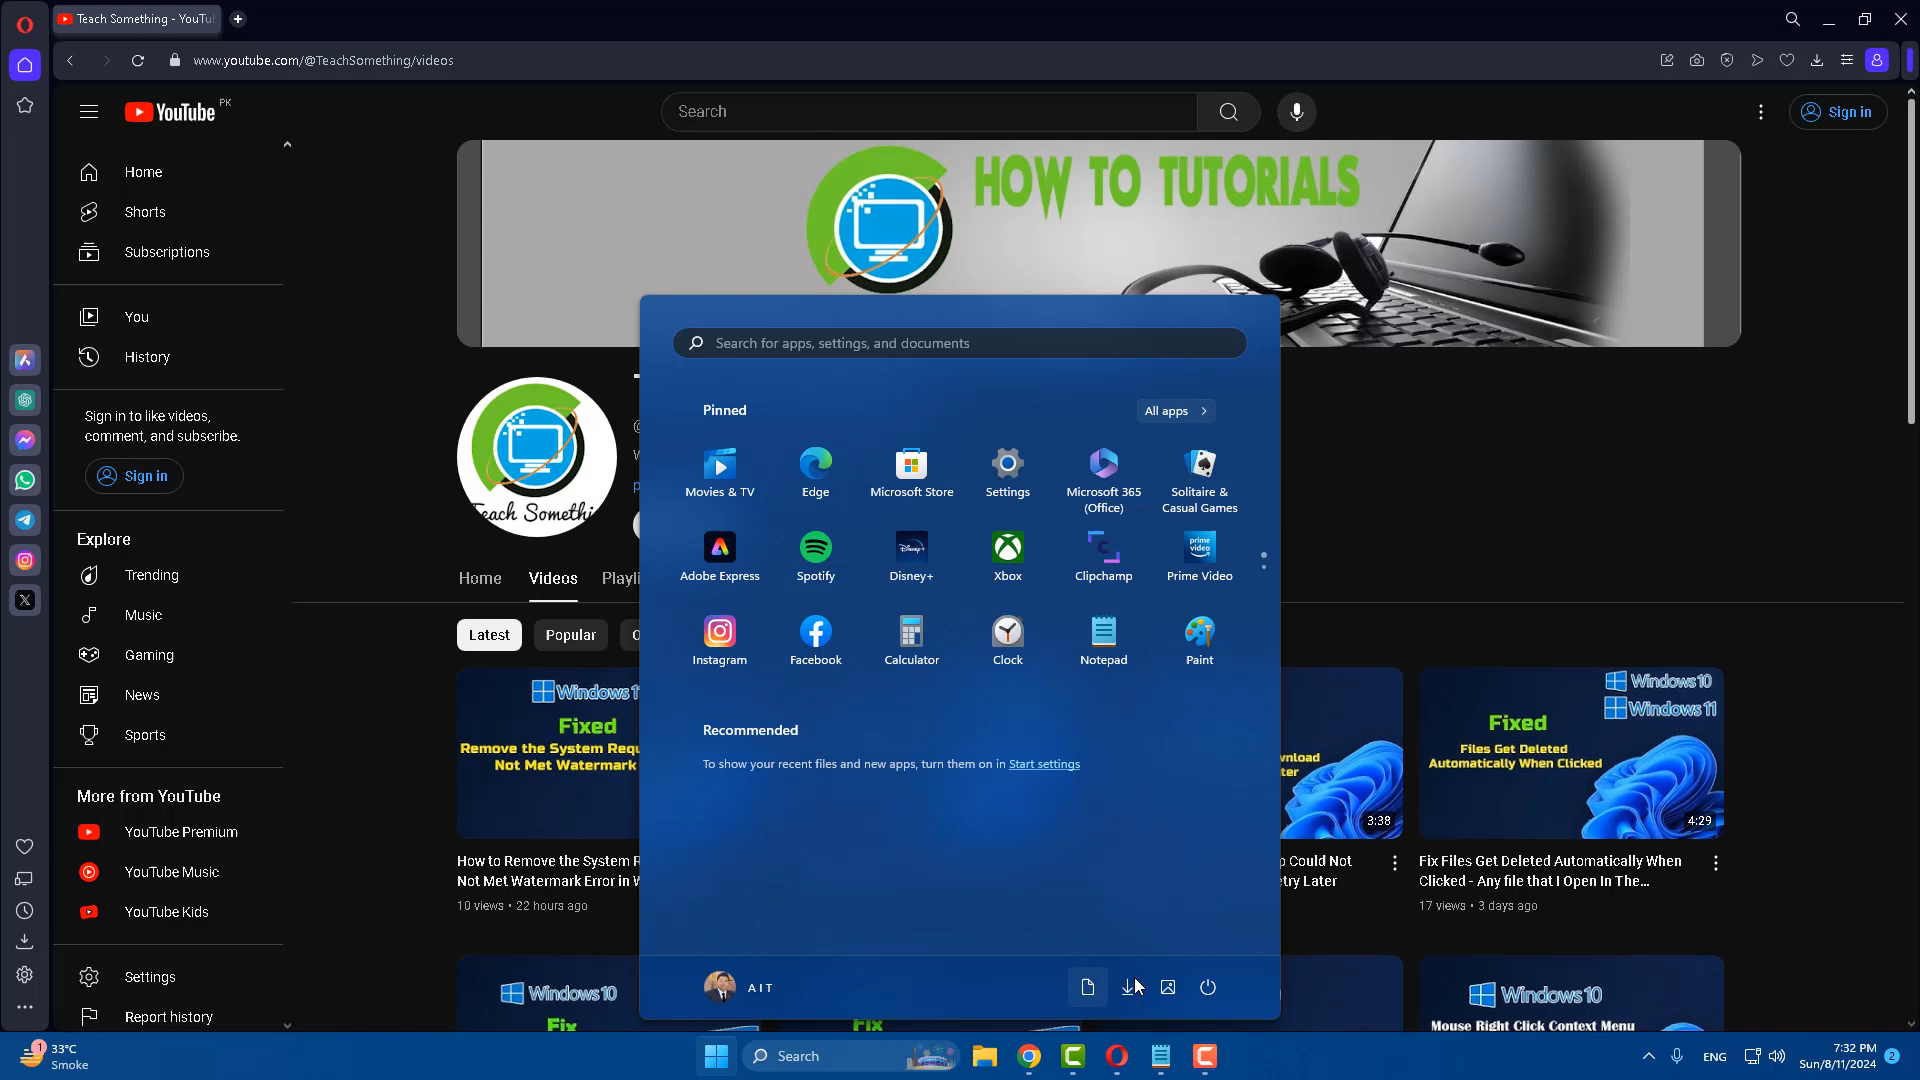 Teach Something - YouTu
www.youtube.com/@TeachSomething/videos
YouTube PK
Search
Sign in
Home
Shorts
Subscriptions
You
History
Sign in to like videos,
comment, and subscribe.
Sign in
Explore
Trending
Music
Gaming
News
Sports
More from YouTube
YouTube Premium
YouTube Music
YouTube Kids
Settings
Report history
HOW TO TUTORIALS
Teach Somethi
Home Videos Playli
Latest Popular
Windows 1
Fixed
Remove the System Requ
Not Met Watermark
How to Remove the System R
Not Met Watermark Error in W
10 views • 22 hours ago
3:38
p Could Not
etry Later
Windows 10
Windows 11
Fixed
Files Get Deleted
Automatically When Clicked
4:29
Fix Files Get Deleted Automatically When
Clicked - Any file that I Open In The...
17 views • 3 days ago
Windows 10
Fix
Fix
Windows 10
Mouse Right Click Context Menu
Search for apps, settings, and documents
Pinned
All apps
Movies & TV
Edge
Microsoft Store
Settings
Microsoft 365
(Office)
Solitaire &
Casual Games
Adobe Express
Spotify
Disney+
Disney+
Xbox
Clipchamp
prime
video
Prime Video
Instagram
Facebook
Calculator
Clock
Notepad
Paint
Recommended
To show your recent files and new apps, turn them on in Start settings
A I T
1
33°C
Smoke
Search
ENG
7:32 PM
Sun/8/11/2024
2